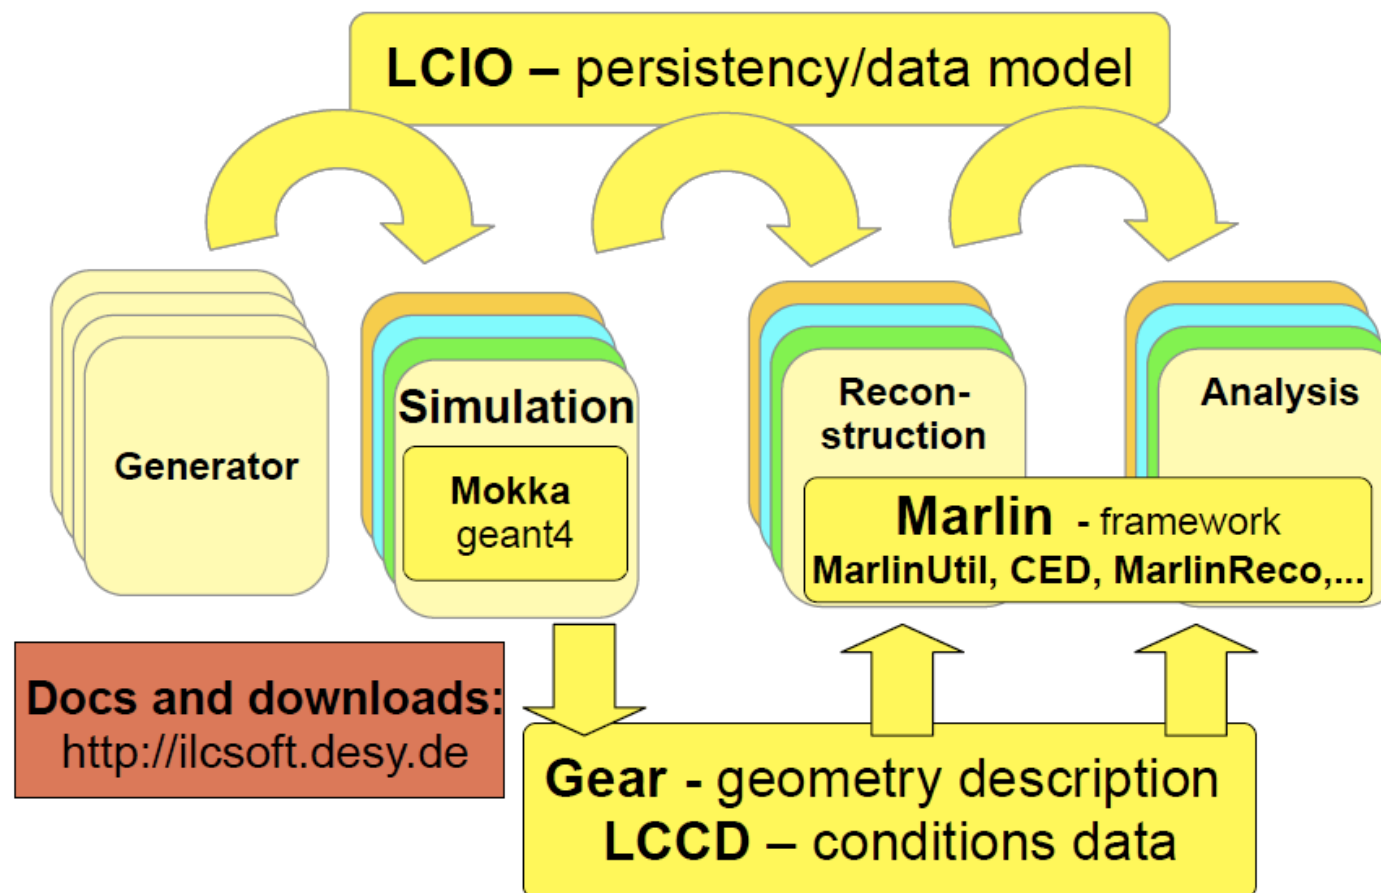 LCIO – persistency/data model
Generator
Simulation
Mokka
geant4
Recon-
struction
Analysis
Marlin - framework
MarlinUtil, CED, MarlinReco,...
Docs and downloads:
http://ilcsoft.desy.de
Gear - geometry description
LCCD – conditions data